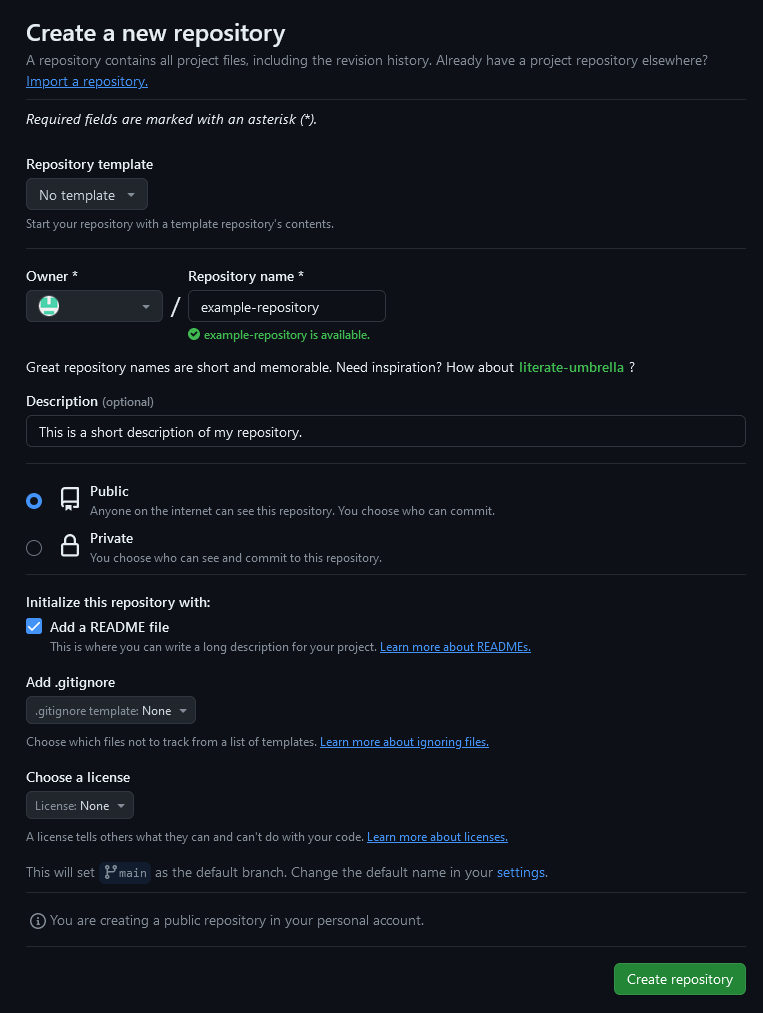 Create a new repository
A repository contains all project files, including the revision history. Already have a project repository elsewhere?
Import a repository.
Required fields are marked with an asterisk (*).
Repository template
No template
Start your repository with a template repository's contents.
Owner *
Repository name *
/
example-repository
example-repository is available.
Great repository names are short and memorable. Need inspiration? How about literate-umbrella ?
Description (optional)
This is a short description of my repository.
Public
Anyone on the internet can see this repository. You choose who can commit.
Private
You choose who can see and commit to this repository.
Initialize this repository with:
Add a README file
This is where you can write a long description for your project. Learn more about READMEs.
Add .gitignore
.gitignore template: None
Choose which files not to track from a list of templates. Learn more about ignoring files.
Choose a license
License: None
A license tells others what they can and can't do with your code. Learn more about licenses.
This will set main as the default branch. Change the default name in your settings.
You are creating a public repository in your personal account.
Create repository